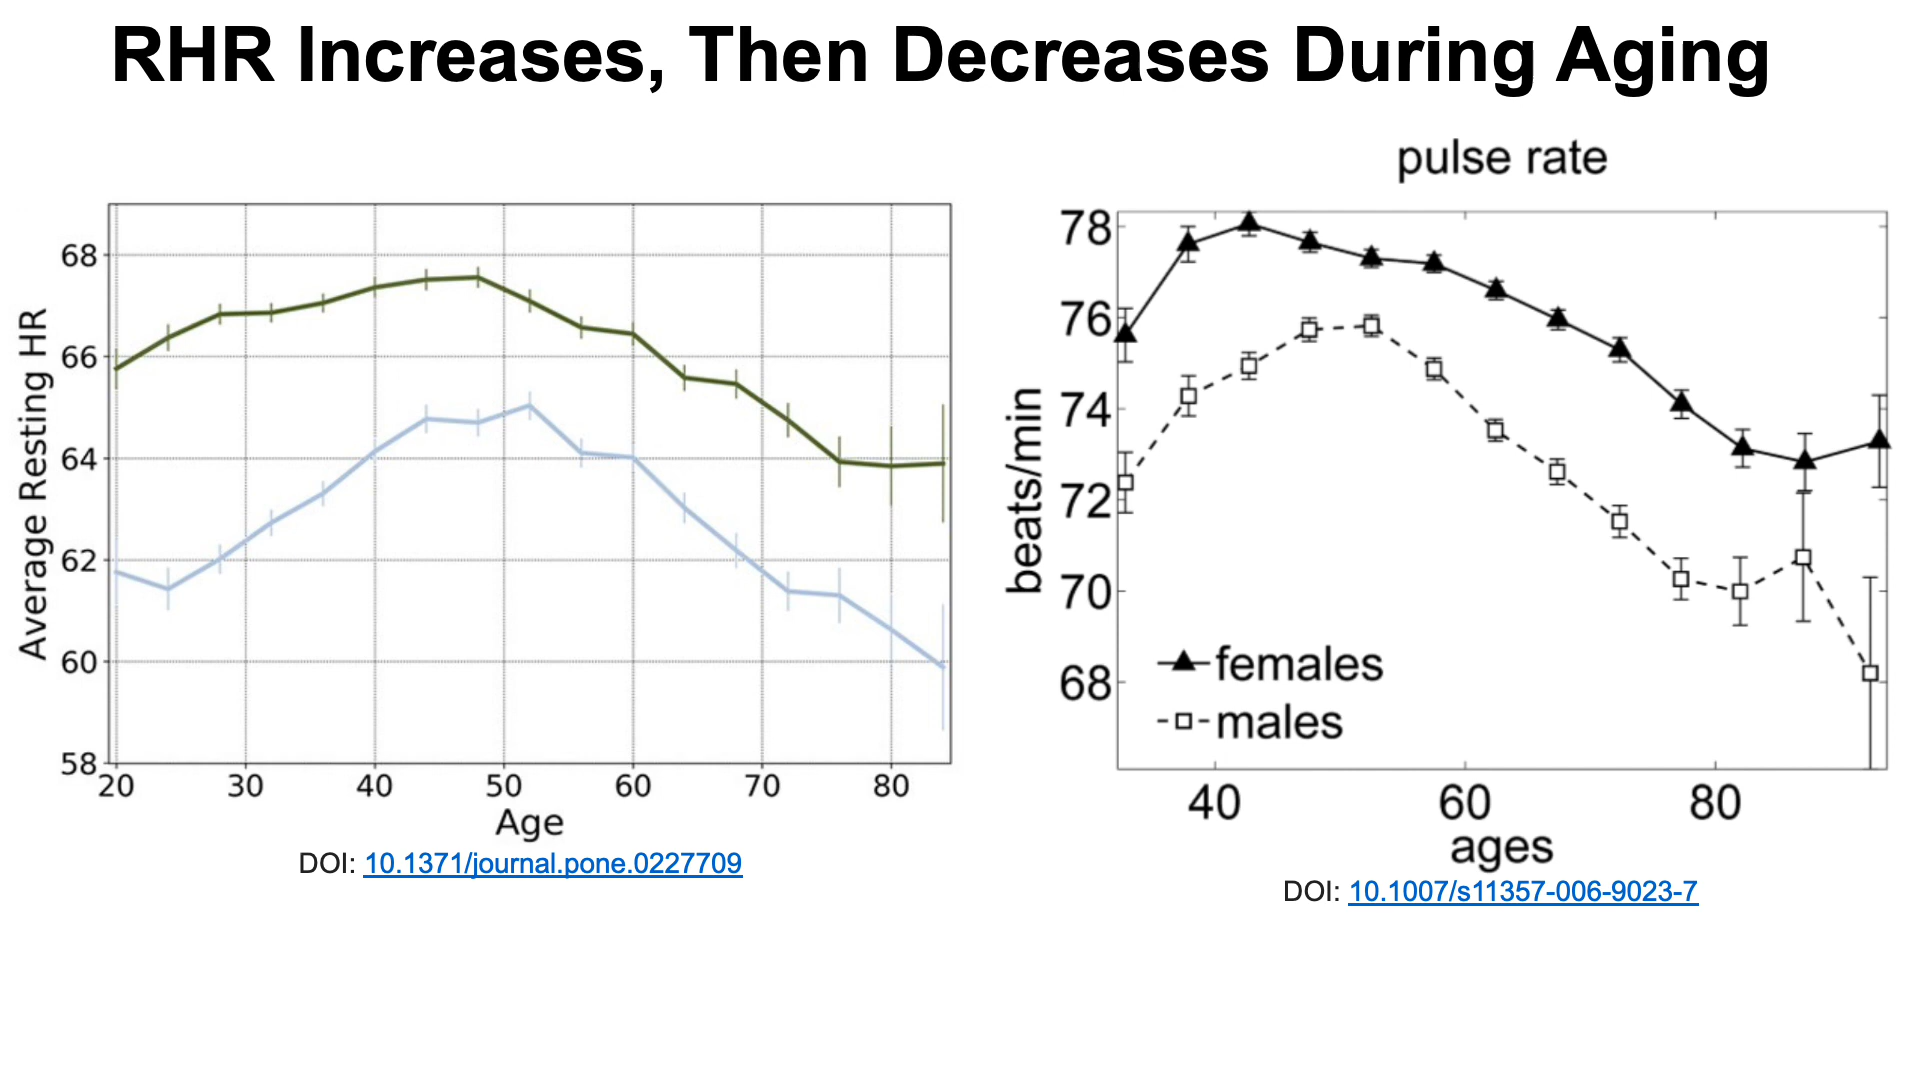 RHR Increases, Then Decreases During Aging
Average Resting HR
68
66
64
62
60
58
20 30 40 50 60 70 80
Age
DOI: 10.1371/journal.pone.0227709
pulse rate
beats/min
78
76
74
72
70
68
females
males
40 60 80
ages
DOI: 10.1007/s11357-006-9023-7